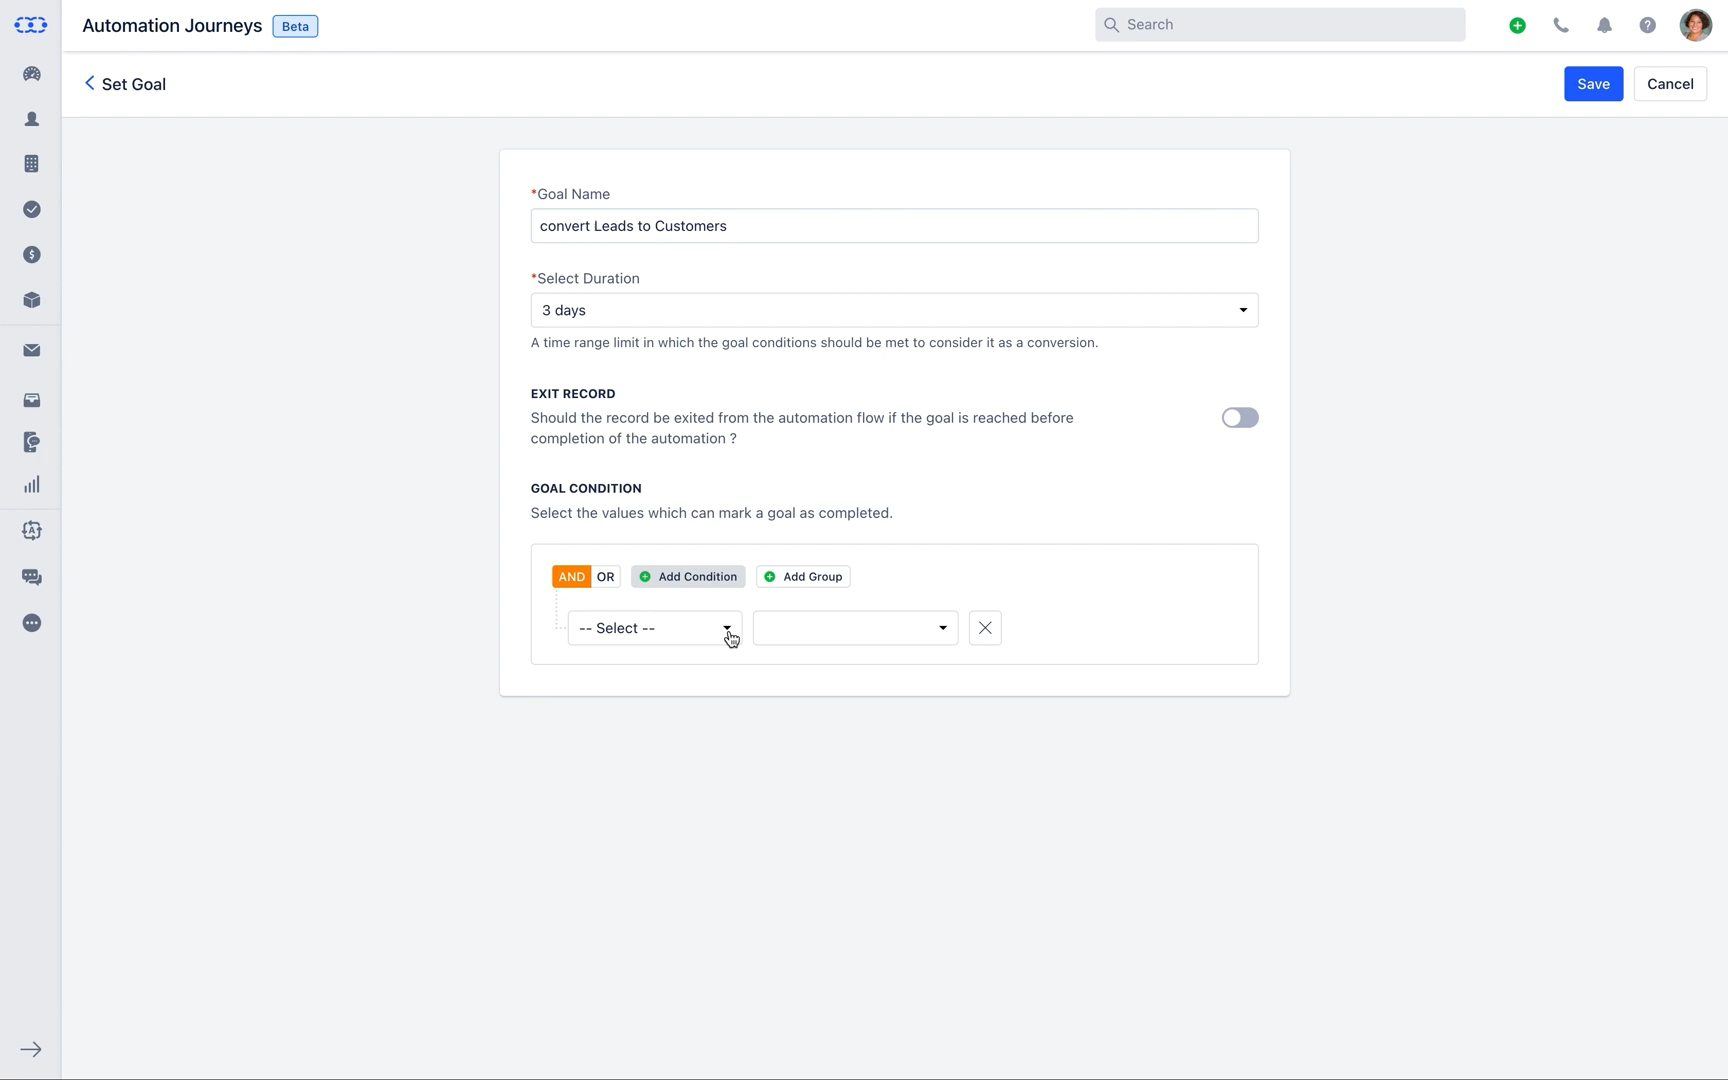 Automation Journeys Beta
Search
Set Goal
Save
Cancel
*Goal Name
convert Leads to Customers
*Select Duration
3 days
A time range limit in which the goal conditions should be met to consider it as a conversion.
EXIT RECORD
Should the record be exited from the automation flow if the goal is reached before
completion of the automation ?
GOAL CONDITION
Select the values which can mark a goal as completed.
AND OR Add Condition Add Group
-- Select --